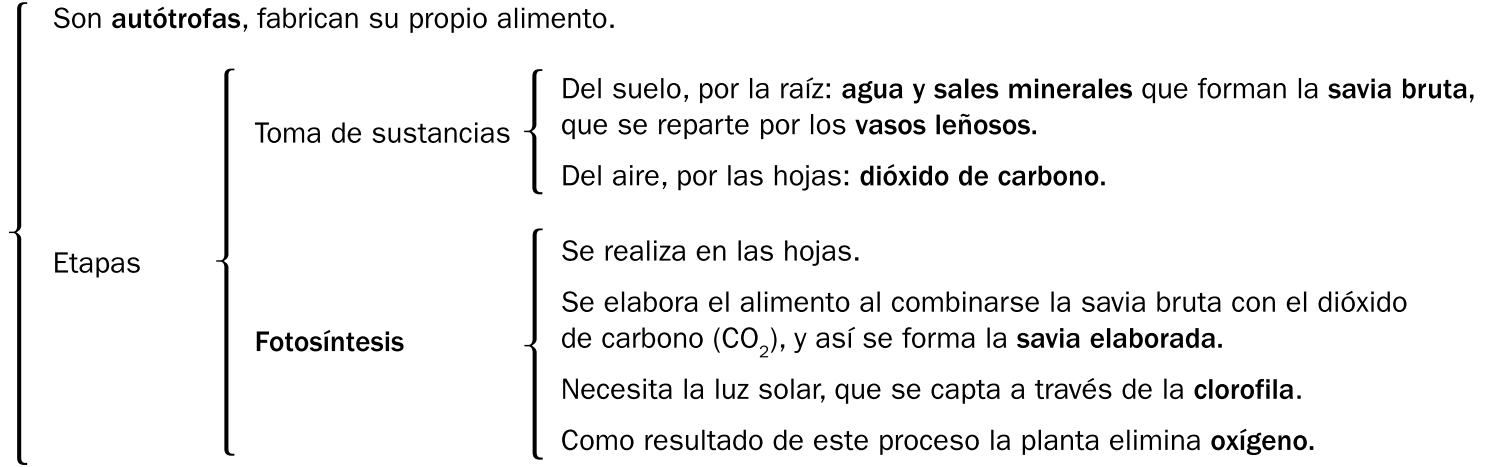 Son autótrofas, fabrican su propio alimento.
Etapas
Toma de sustancias
Del suelo, por la raíz: agua y sales minerales que forman la savia bruta,
que se reparte por los vasos leñosos.
Del aire, por las hojas: dióxido de carbono.
Fotosíntesis
Se realiza en las hojas.
Se elabora el alimento al combinarse la savia bruta con el dióxido
de carbono (CO₂), y así se forma la savia elaborada.
Necesita la luz solar, que se capta a través de la clorofila.
Como resultado de este proceso la planta elimina oxígeno.